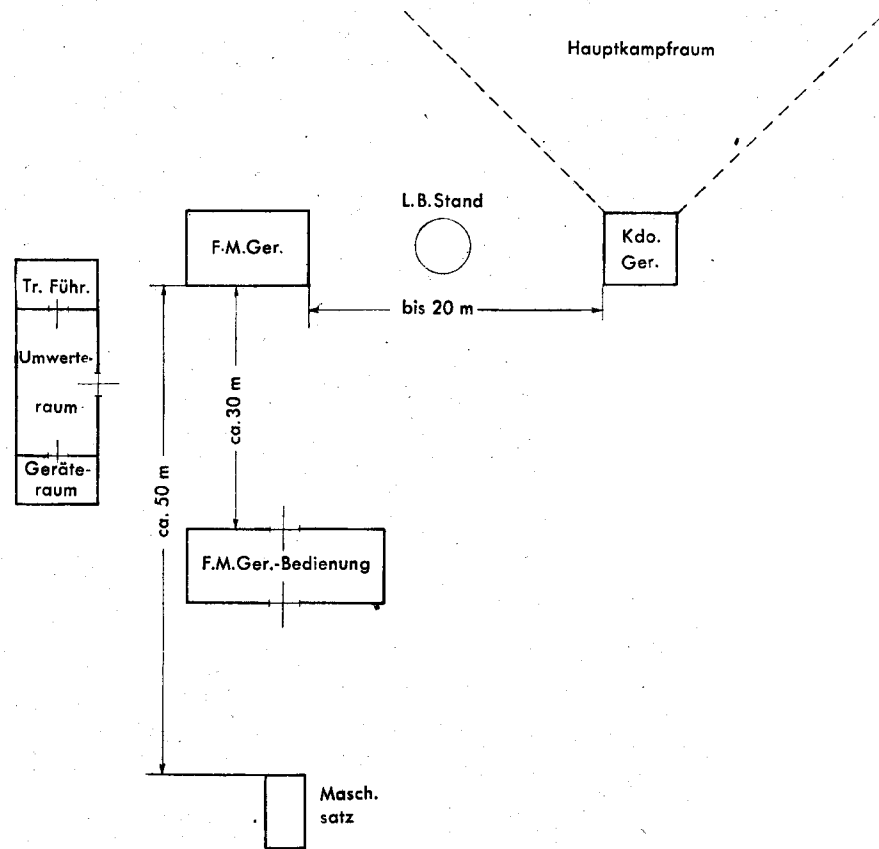 Hauptkampfraum
L.B.Stand
F.M.Ger.
Kdo.
Ger.
Tr. Führ.
bis 20 m
Umwerte-
raum
ca. 30 m
Geräte-
raum
ca. 50 m
F.M.Ger.-Bedienung
Masch.
satz